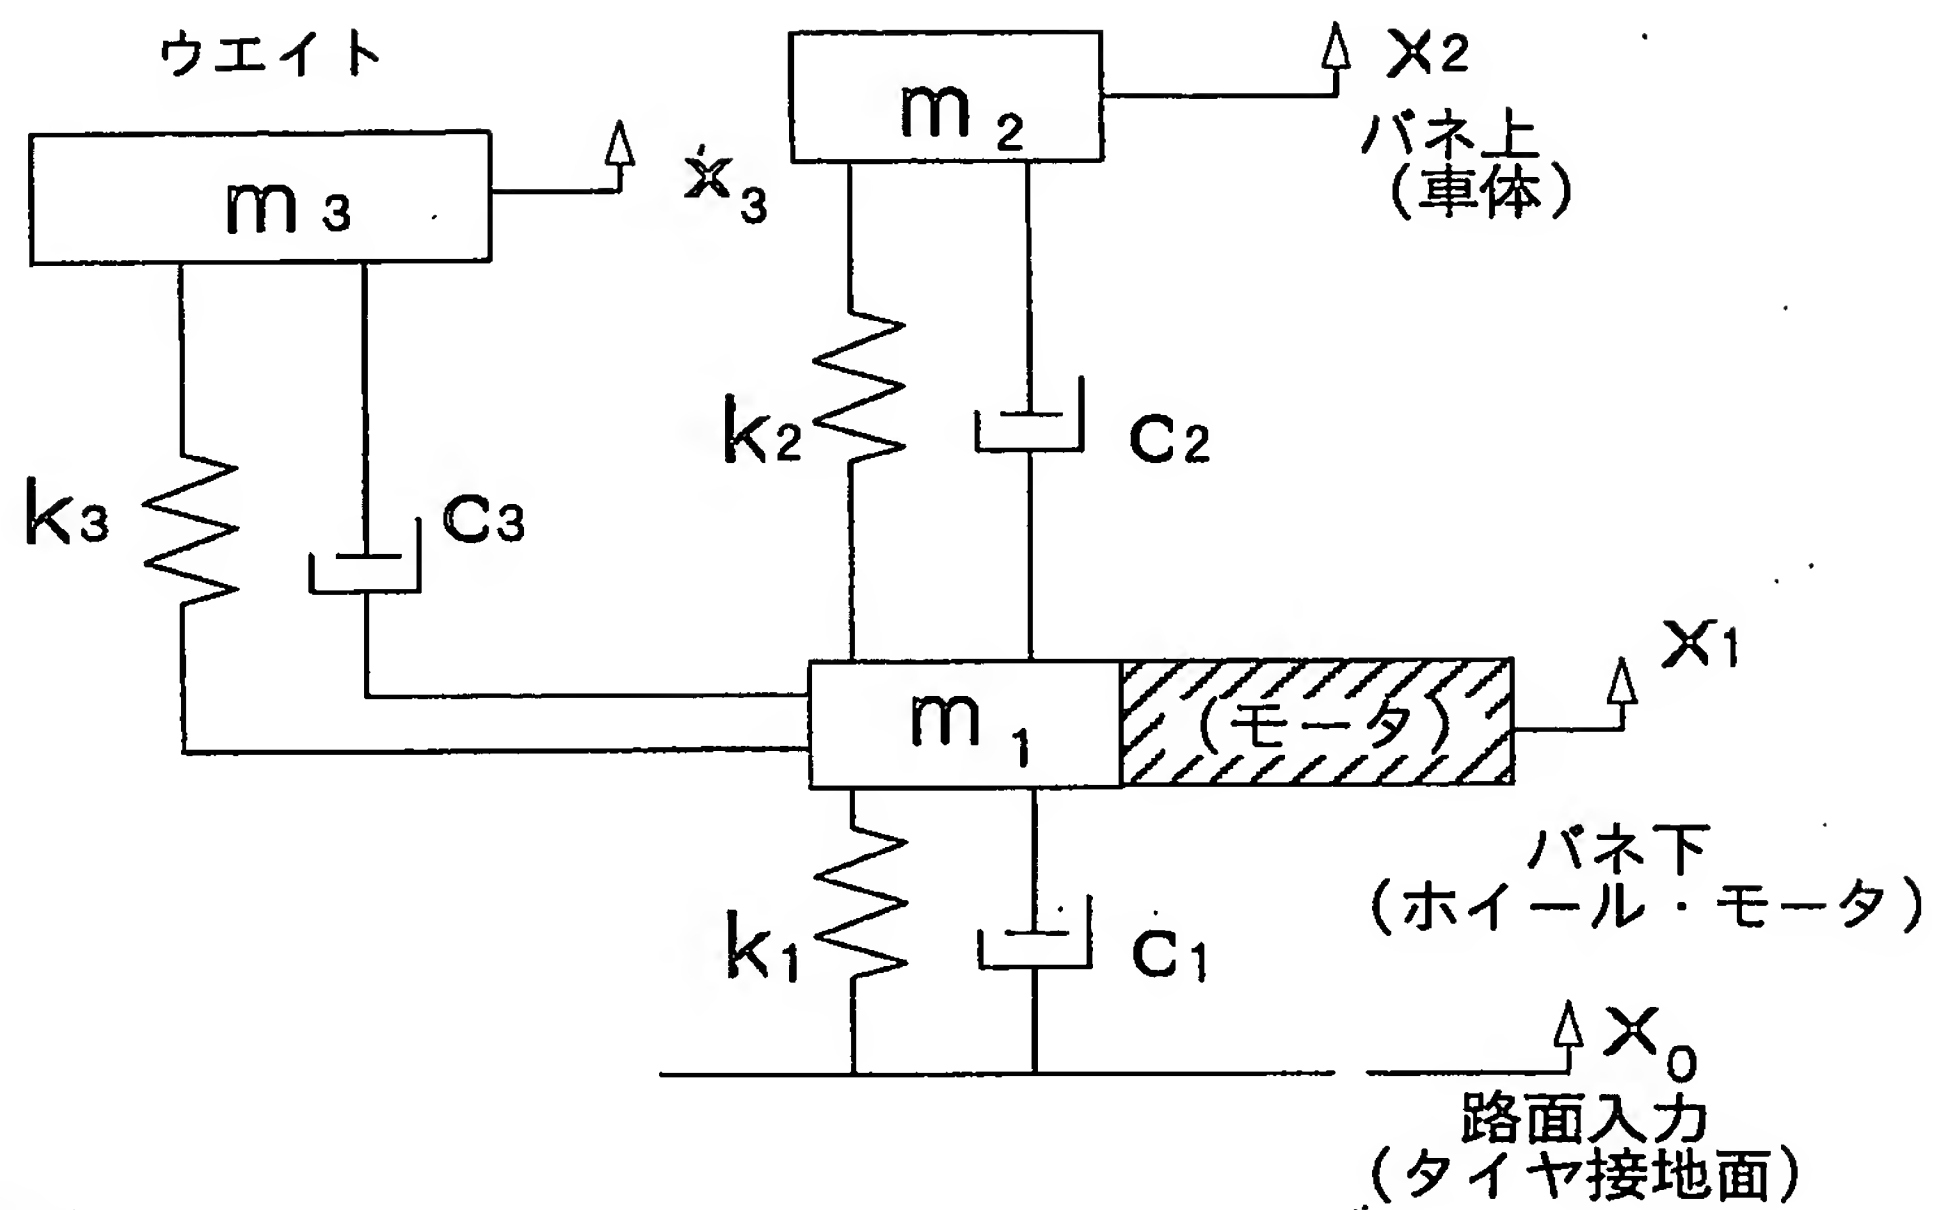 ウエイト
m3
x3
k3
c3
m2
x2
バネ上
(車体)
k2
c2
m1
(モータ)
x1
バネ下
(ホイール・モータ)
k1
c1
x0
路面入力
(タイヤ接地面)